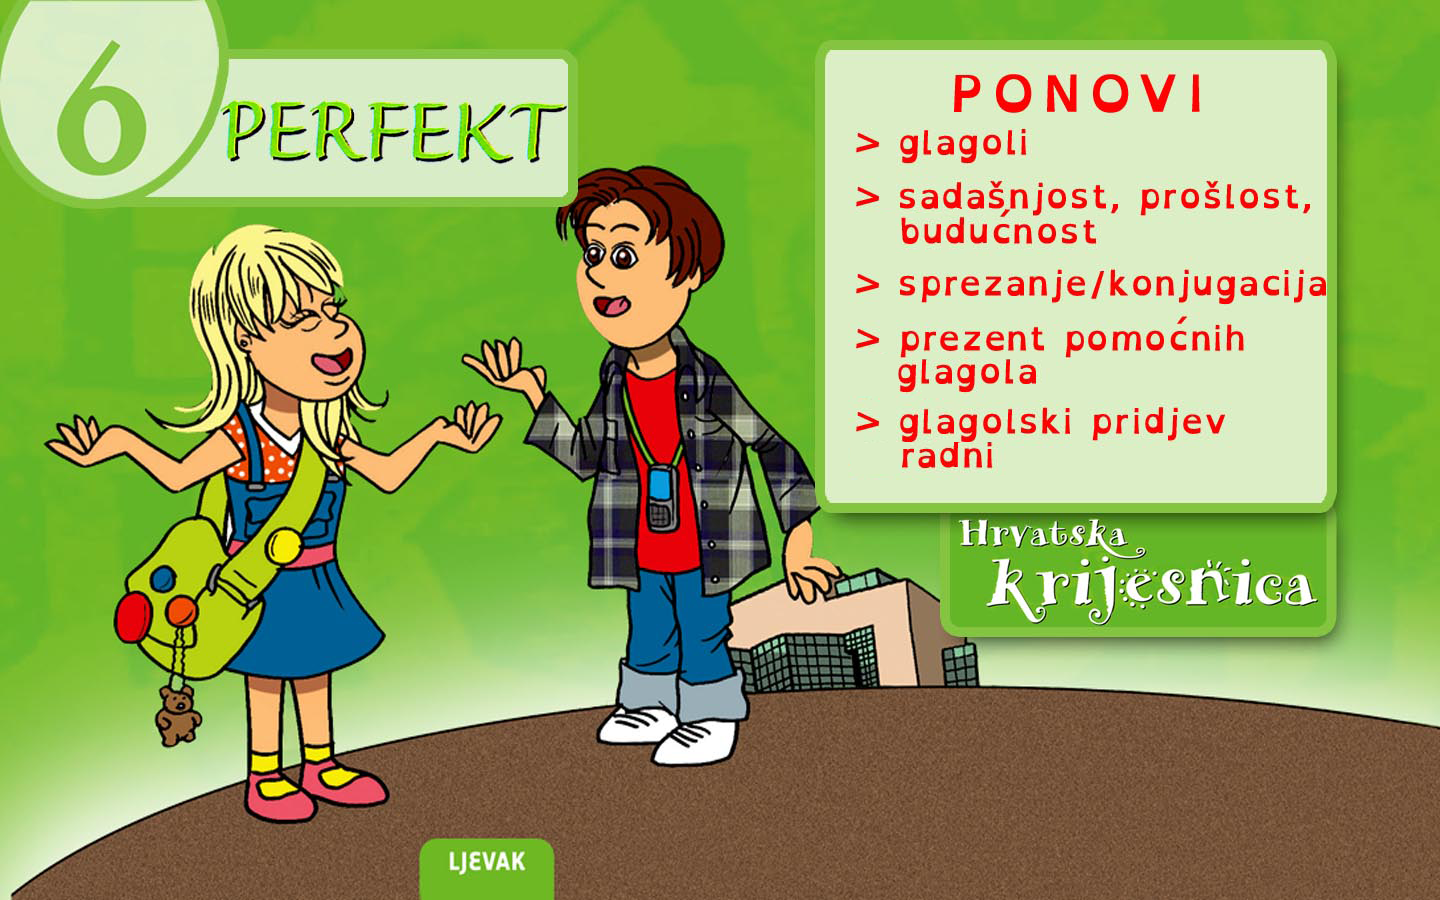 6
PERFEKT
PONOVI
> glagoli
> sadašnjost, prošlost,
budućnost
> sprezanje/konjugacija
> prezent pomoćnih
glagola
> glagolski pridjev
radni
Hrvatska
krijesnica
LJEVAK